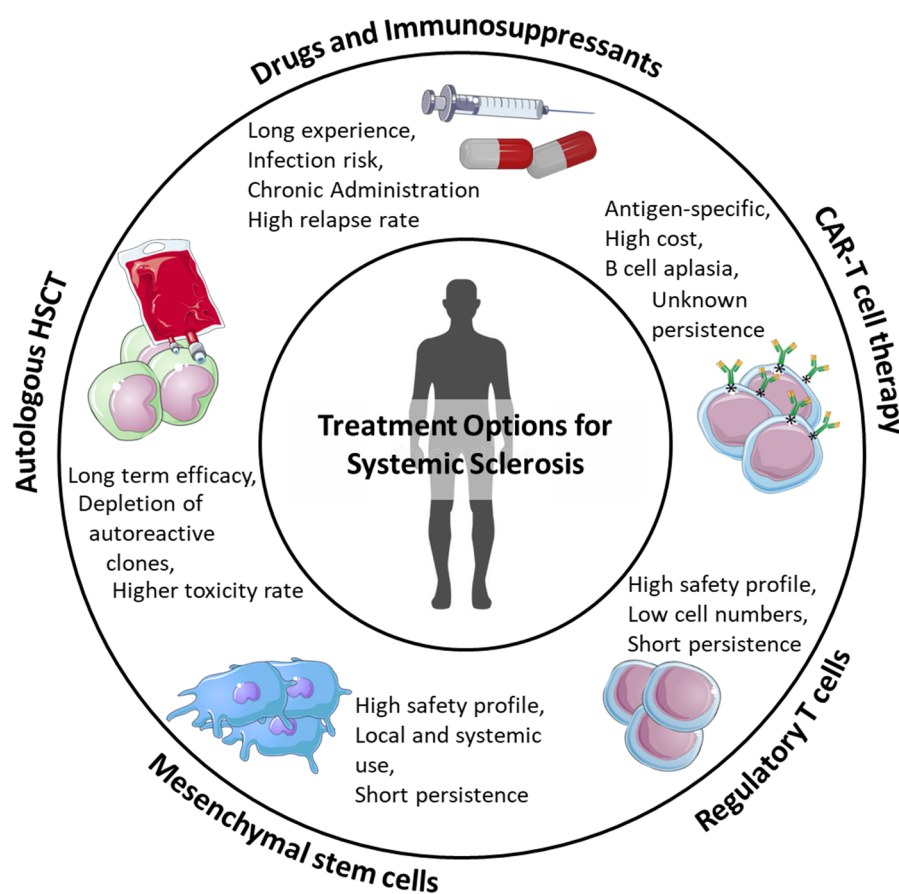 Drugs and Immunosuppressants
Long experience,
Infection risk,
Chronic Administration
High relapse rate
CAR-T cell therapy
Antigen-specific,
High cost,
B cell aplasia,
Unknown
persistence
Autologous HSCT
Long term efficacy,
Depletion of
autoreactive
clones,
Higher toxicity rate
Treatment Options for
Systemic Sclerosis
Regulatory T cells
High safety profile,
Low cell numbers,
Short persistence
Mesenchymal stem cells
High safety profile,
Local and systemic
use,
Short persistence